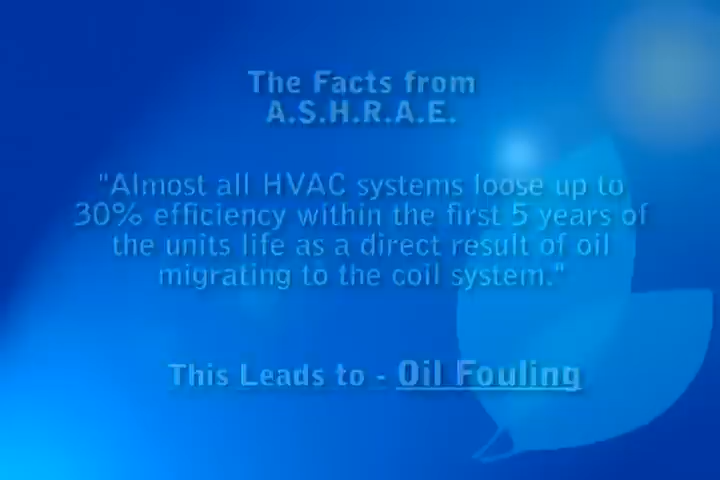 The Facts from
A.S.H.R.A.E.
"Almost all HVAC systems loose up to
30% efficiency within the first 5 years of
the units life as a direct result of oil
migrating to the coil system."
This Leads to - Oil Fouling